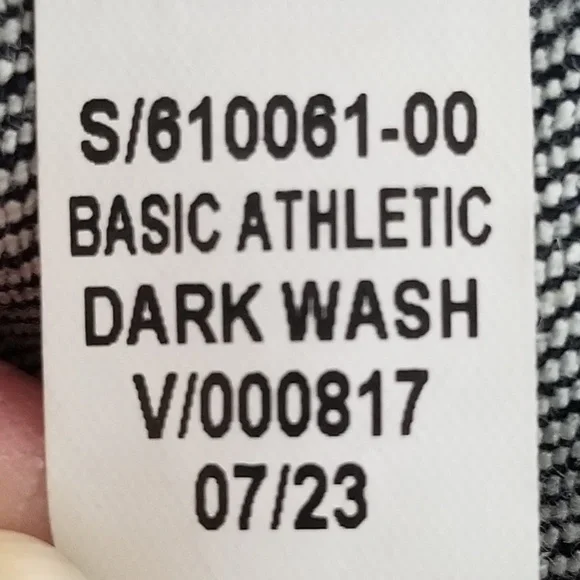 S/610061-00
BASIC ATHLETIC
DARK WASH
V/000817
07/23